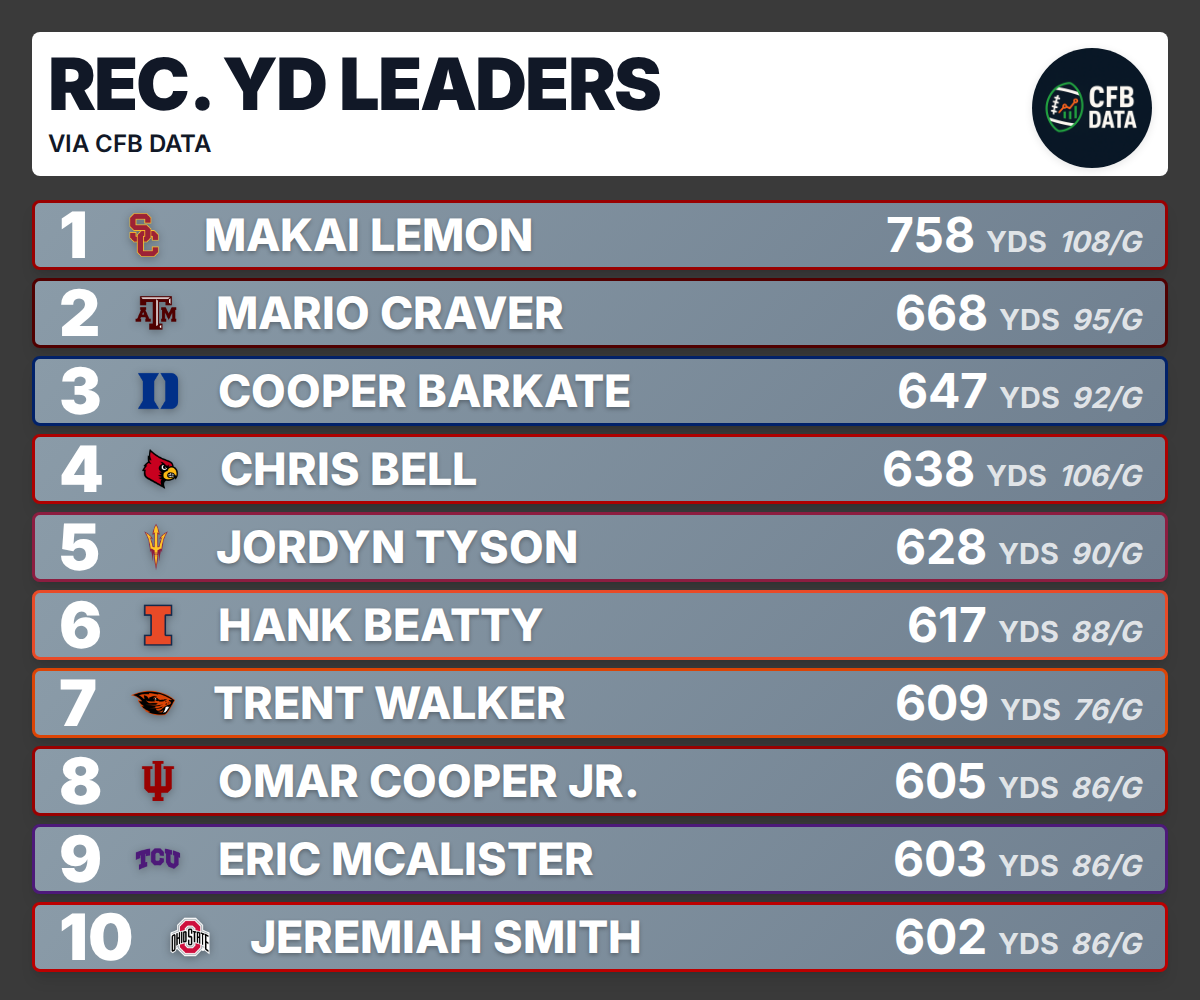 REC. YD LEADERS
VIA CFB DATA
CFB
DATA
1 SC MAKAI LEMON 758 YDS 108/G
2 ATM MARIO CRAVER 668 YDS 95/G
3 D COOPER BARKATE 647 YDS 92/G
4 CHRIS BELL 638 YDS 106/G
5 JORDYN TYSON 628 YDS 90/G
6 I HANK BEATTY 617 YDS 88/G
7 TRENT WALKER 609 YDS 76/G
8 IU OMAR COOPER JR. 605 YDS 86/G
9 TCU ERIC MCALISTER 603 YDS 86/G
10 OHIO STATE JEREMIAH SMITH 602 YDS 86/G